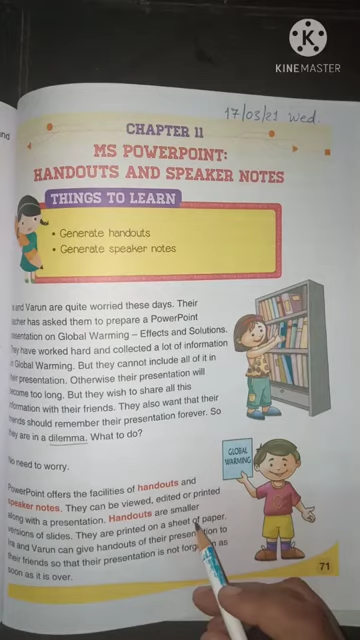 KINEMASTER
17/03/21 Wed.
CHAPTER 11
MS POWERPOINT:
HANDOUTS AND SPEAKER NOTES
THINGS TO LEARN
• Generate handouts
• Generate speaker notes
and Varun are quite worried these days. Their
has asked them to prepare a PowerPoint
on Global Warming – Effects and Solutions.
have worked hard and collected a lot of information
Global Warming. But they cannot include all of it in
presentation. Otherwise their presentation will
too long. But they wish to share all this
information with their friends. They also want that their
should remember their presentation forever. So
they are in a dilemma. What to do?
No need to worry.
GLOBAL
WARMING
PowerPoint offers the facilities of handouts and
speaker notes. They can be viewed, edited or printed
along with a presentation. Handouts are smaller
versions of slides. They are printed on a sheet of paper.
and Varun can give handouts of their presentation to
their friends so that their presentation is not as
soon as it is over.
71